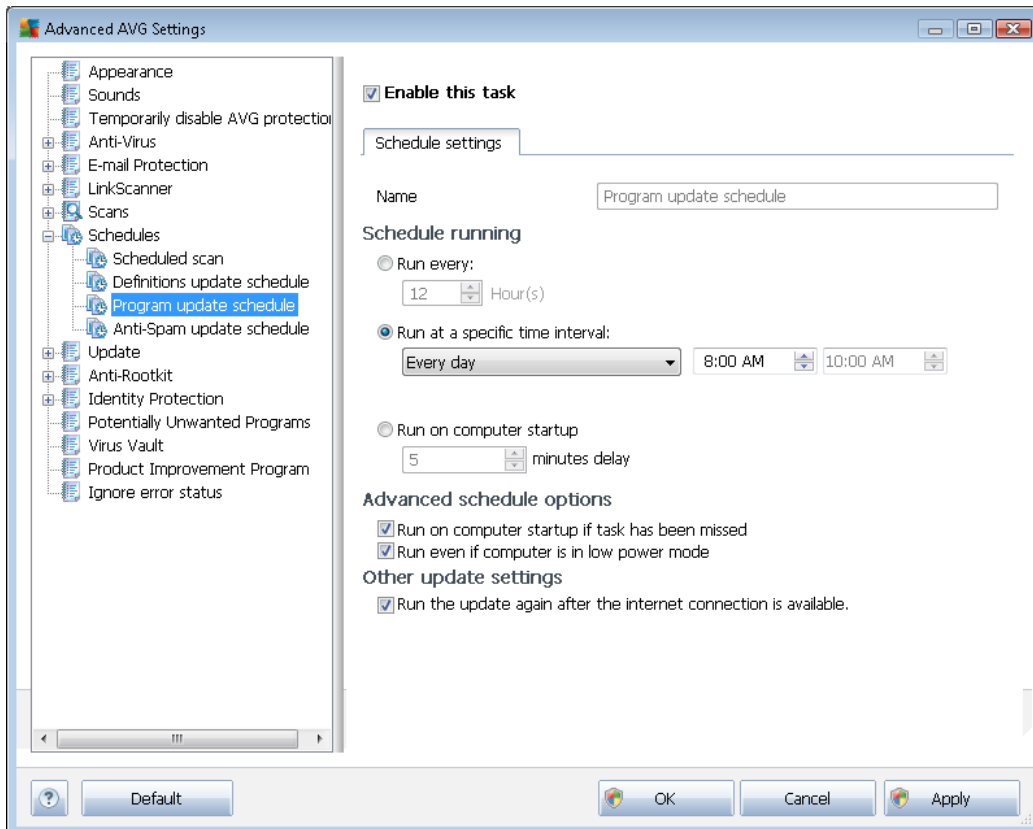 Advanced AVG Settings
Appearance
Sounds
Temporarily disable AVG protection
Anti-Virus
E-mail Protection
LinkScanner
Scans
Schedules
Scheduled scan
Definitions update schedule
Program update schedule
Anti-Spam update schedule
Update
Anti-Rootkit
Identity Protection
Potentially Unwanted Programs
Virus Vault
Product Improvement Program
Ignore error status
Enable this task
Schedule settings
Name Program update schedule
Schedule running
Run every:
12 Hour(s)
Run at a specific time interval:
Every day 8:00 AM 10:00 AM
Run on computer startup
5 minutes delay
Advanced schedule options
Run on computer startup if task has been missed
Run even if computer is in low power mode
Other update settings
Run the update again after the internet connection is available.
? Default OK Cancel Apply